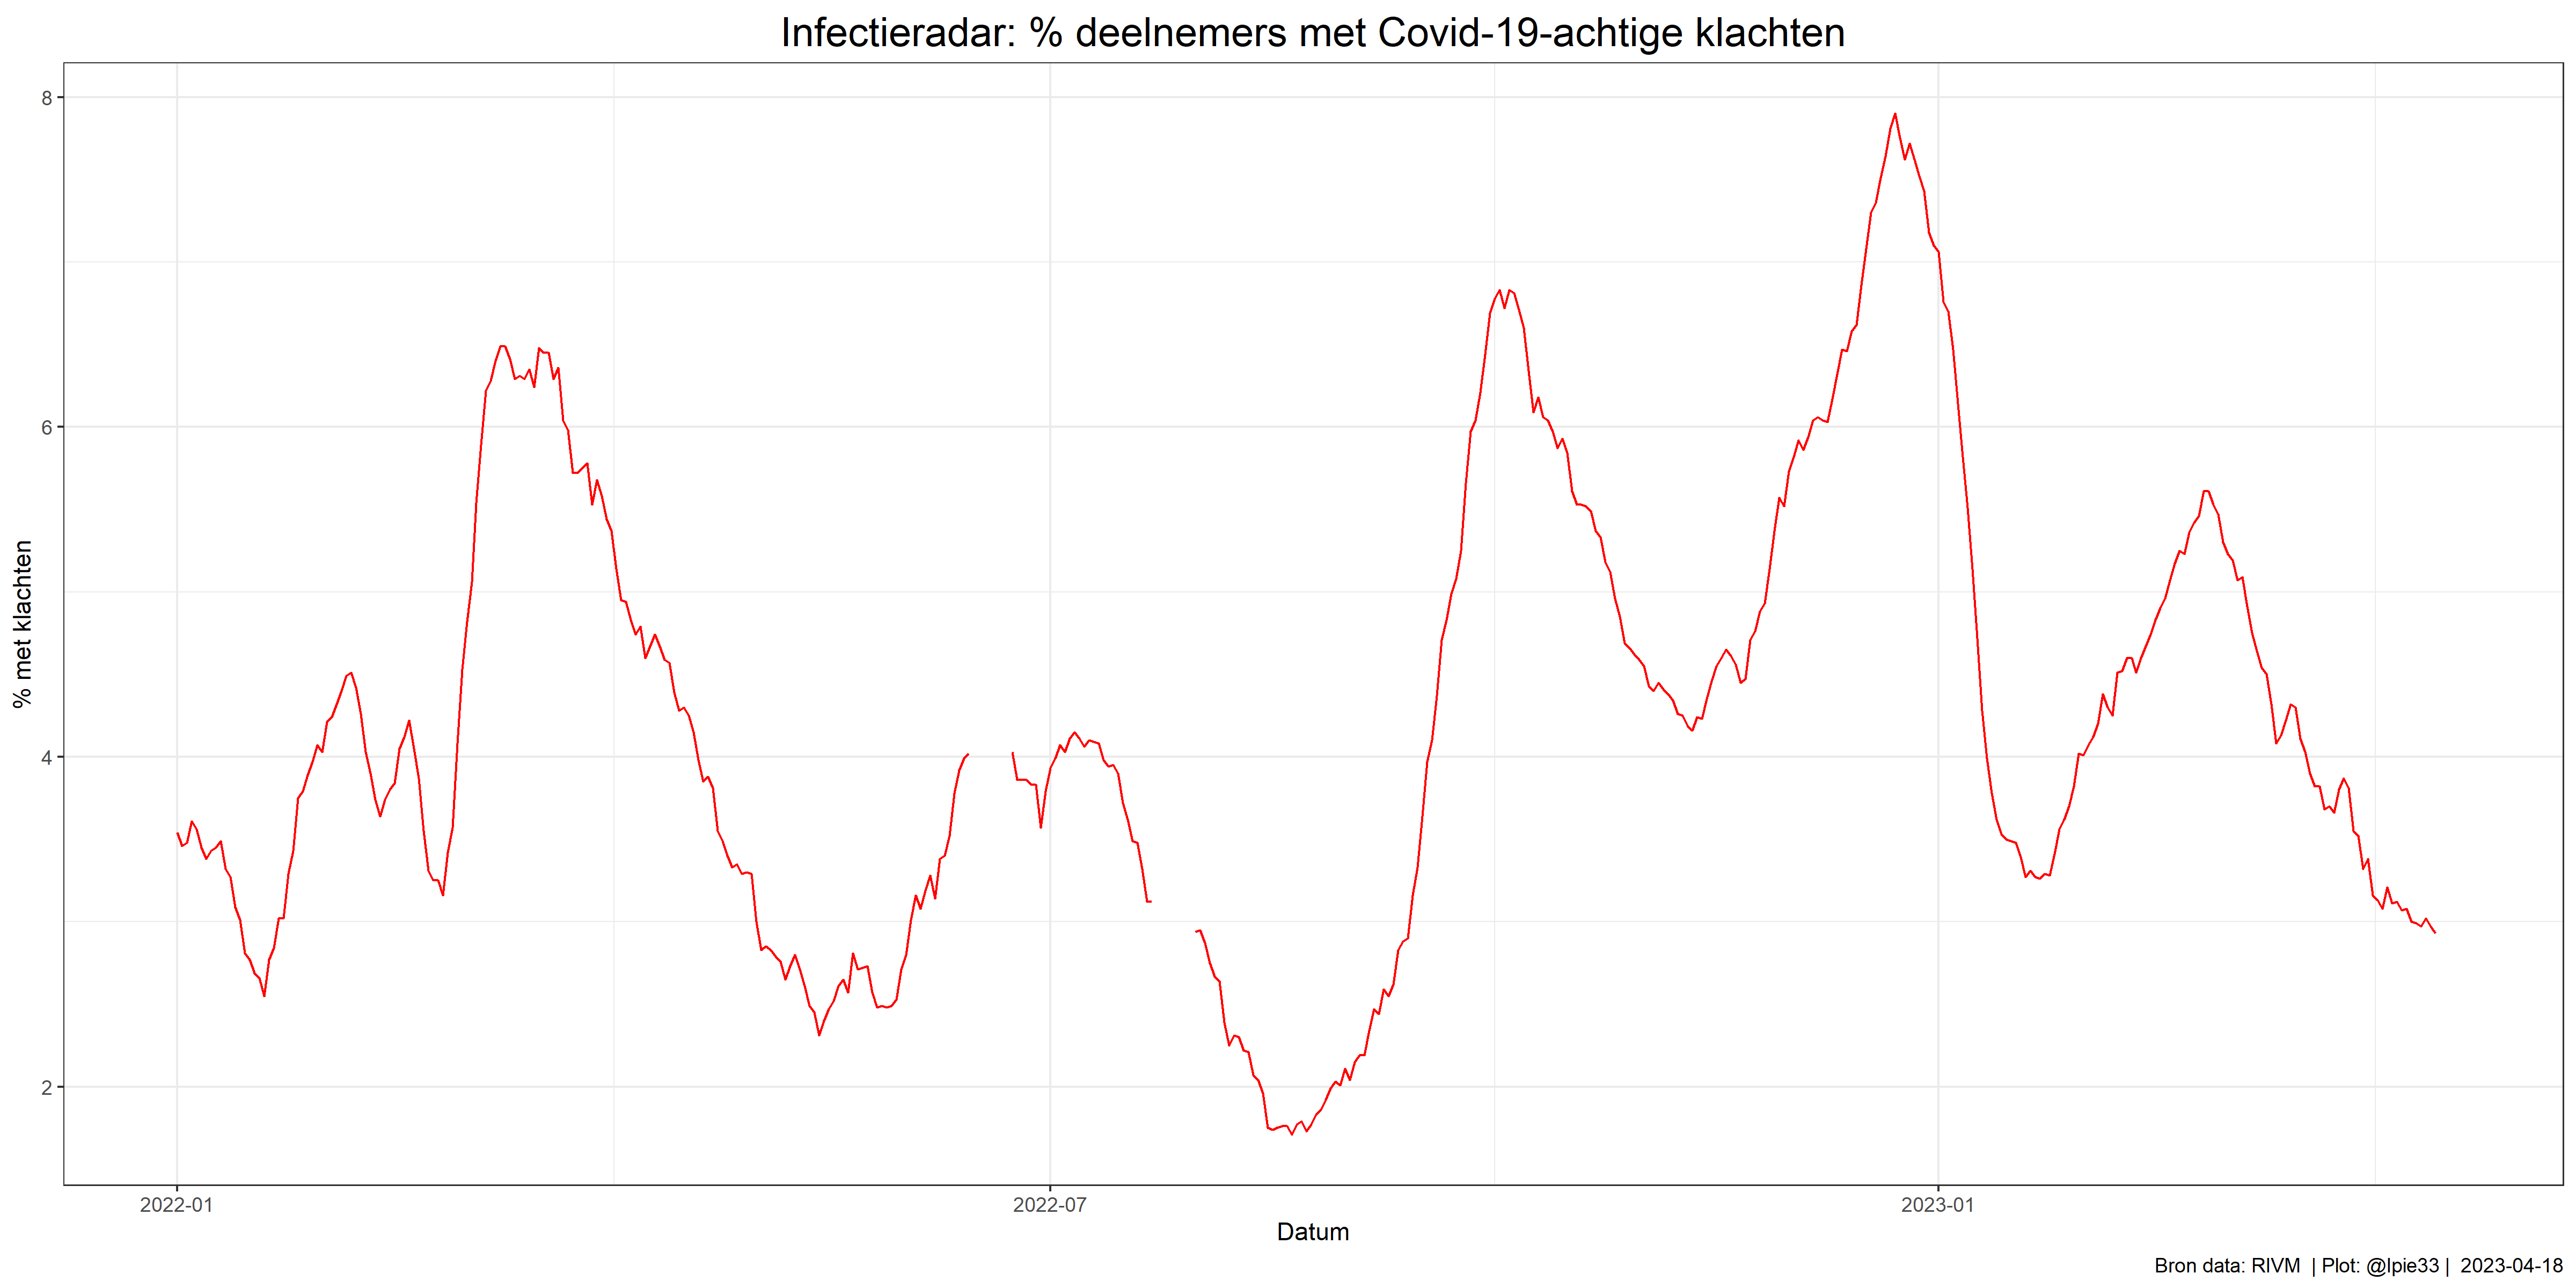 Infectieradar: % deelnemers met Covid-19-achtige klachten
8
6
4
2
% met klachten
2022-01
2022-07
2023-01
Datum
Bron data: RIVM | Plot: @lpie33 | 2023-04-18